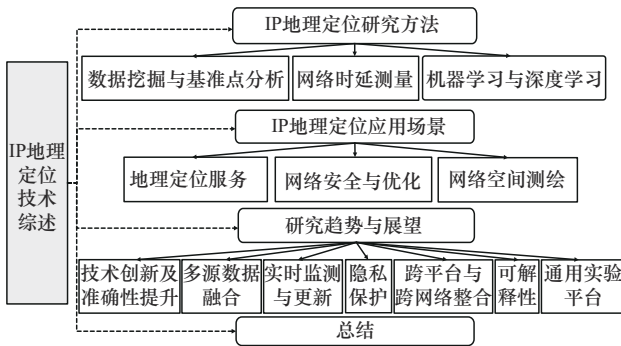 IP地理定位研究方法
数据挖掘与基准点分析
网络时延测量
机器学习与深度学习
IP地理
定位
技术
综述
IP地理定位应用场景
地理定位服务
网络安全与优化
网络空间测绘
研究趋势与展望
技术创新及
准确性提升
多源数据
融合
实时监测
与更新
隐私
保护
跨平台与
跨网络整合
可解
释性
通用实验
平台
总结